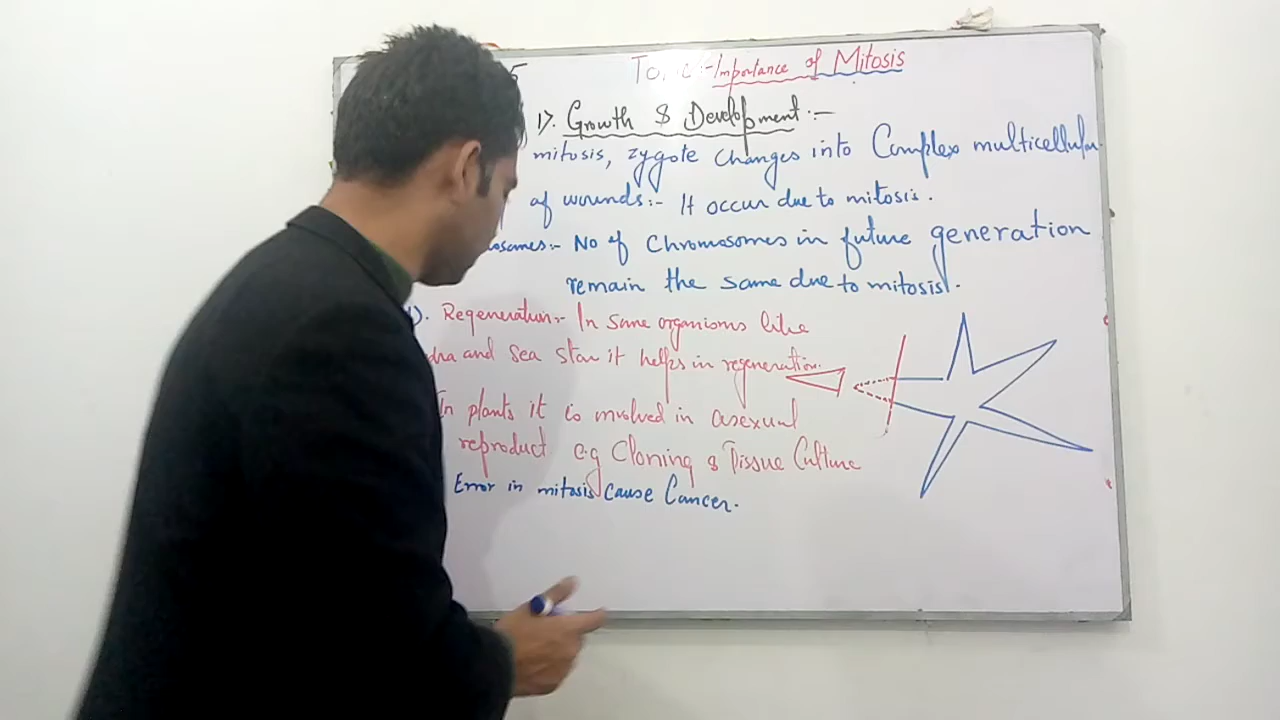 5 Importance of Mitosis
1). Growth & Development :-
mitosis, zygote changes into Complex multicellular
of wounds:- It occur due to mitosis.
No of Chromosomes in future generation
remain the same due to mitosis.
). Regeneration:- In some organisms like
and Sea star it helps in regeneration.
In plants it is involved in asexual
reproduct e.g Cloning & Tissue Culture
Error in mitosis cause Cancer.